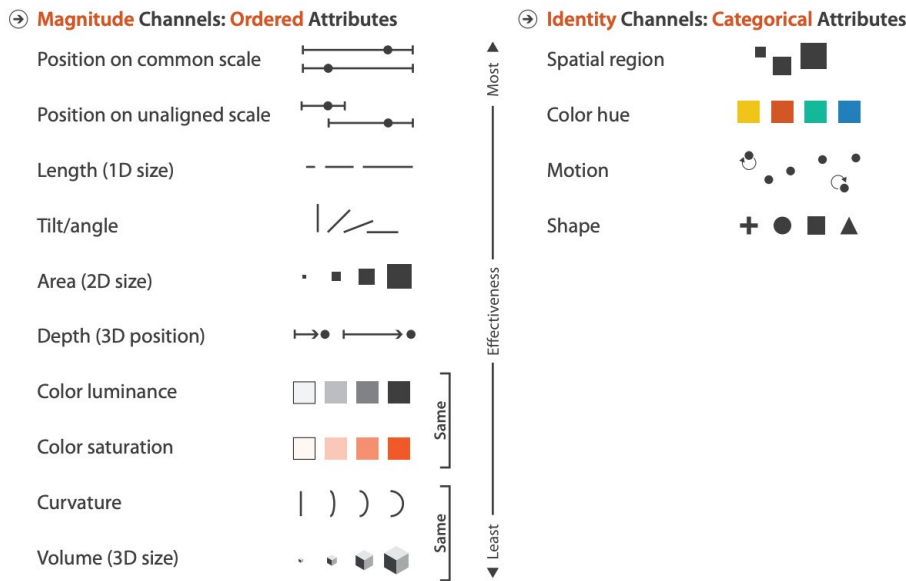 Magnitude Channels: Ordered Attributes
Position on common scale
Position on unaligned scale
Length (1D size)
Tilt/angle
Area (2D size)
Depth (3D position)
Color luminance
Color saturation
Curvature
Volume (3D size)
Same
Same
Most
Effectiveness
Least
Identity Channels: Categorical Attributes
Spatial region
Color hue
Motion
Shape